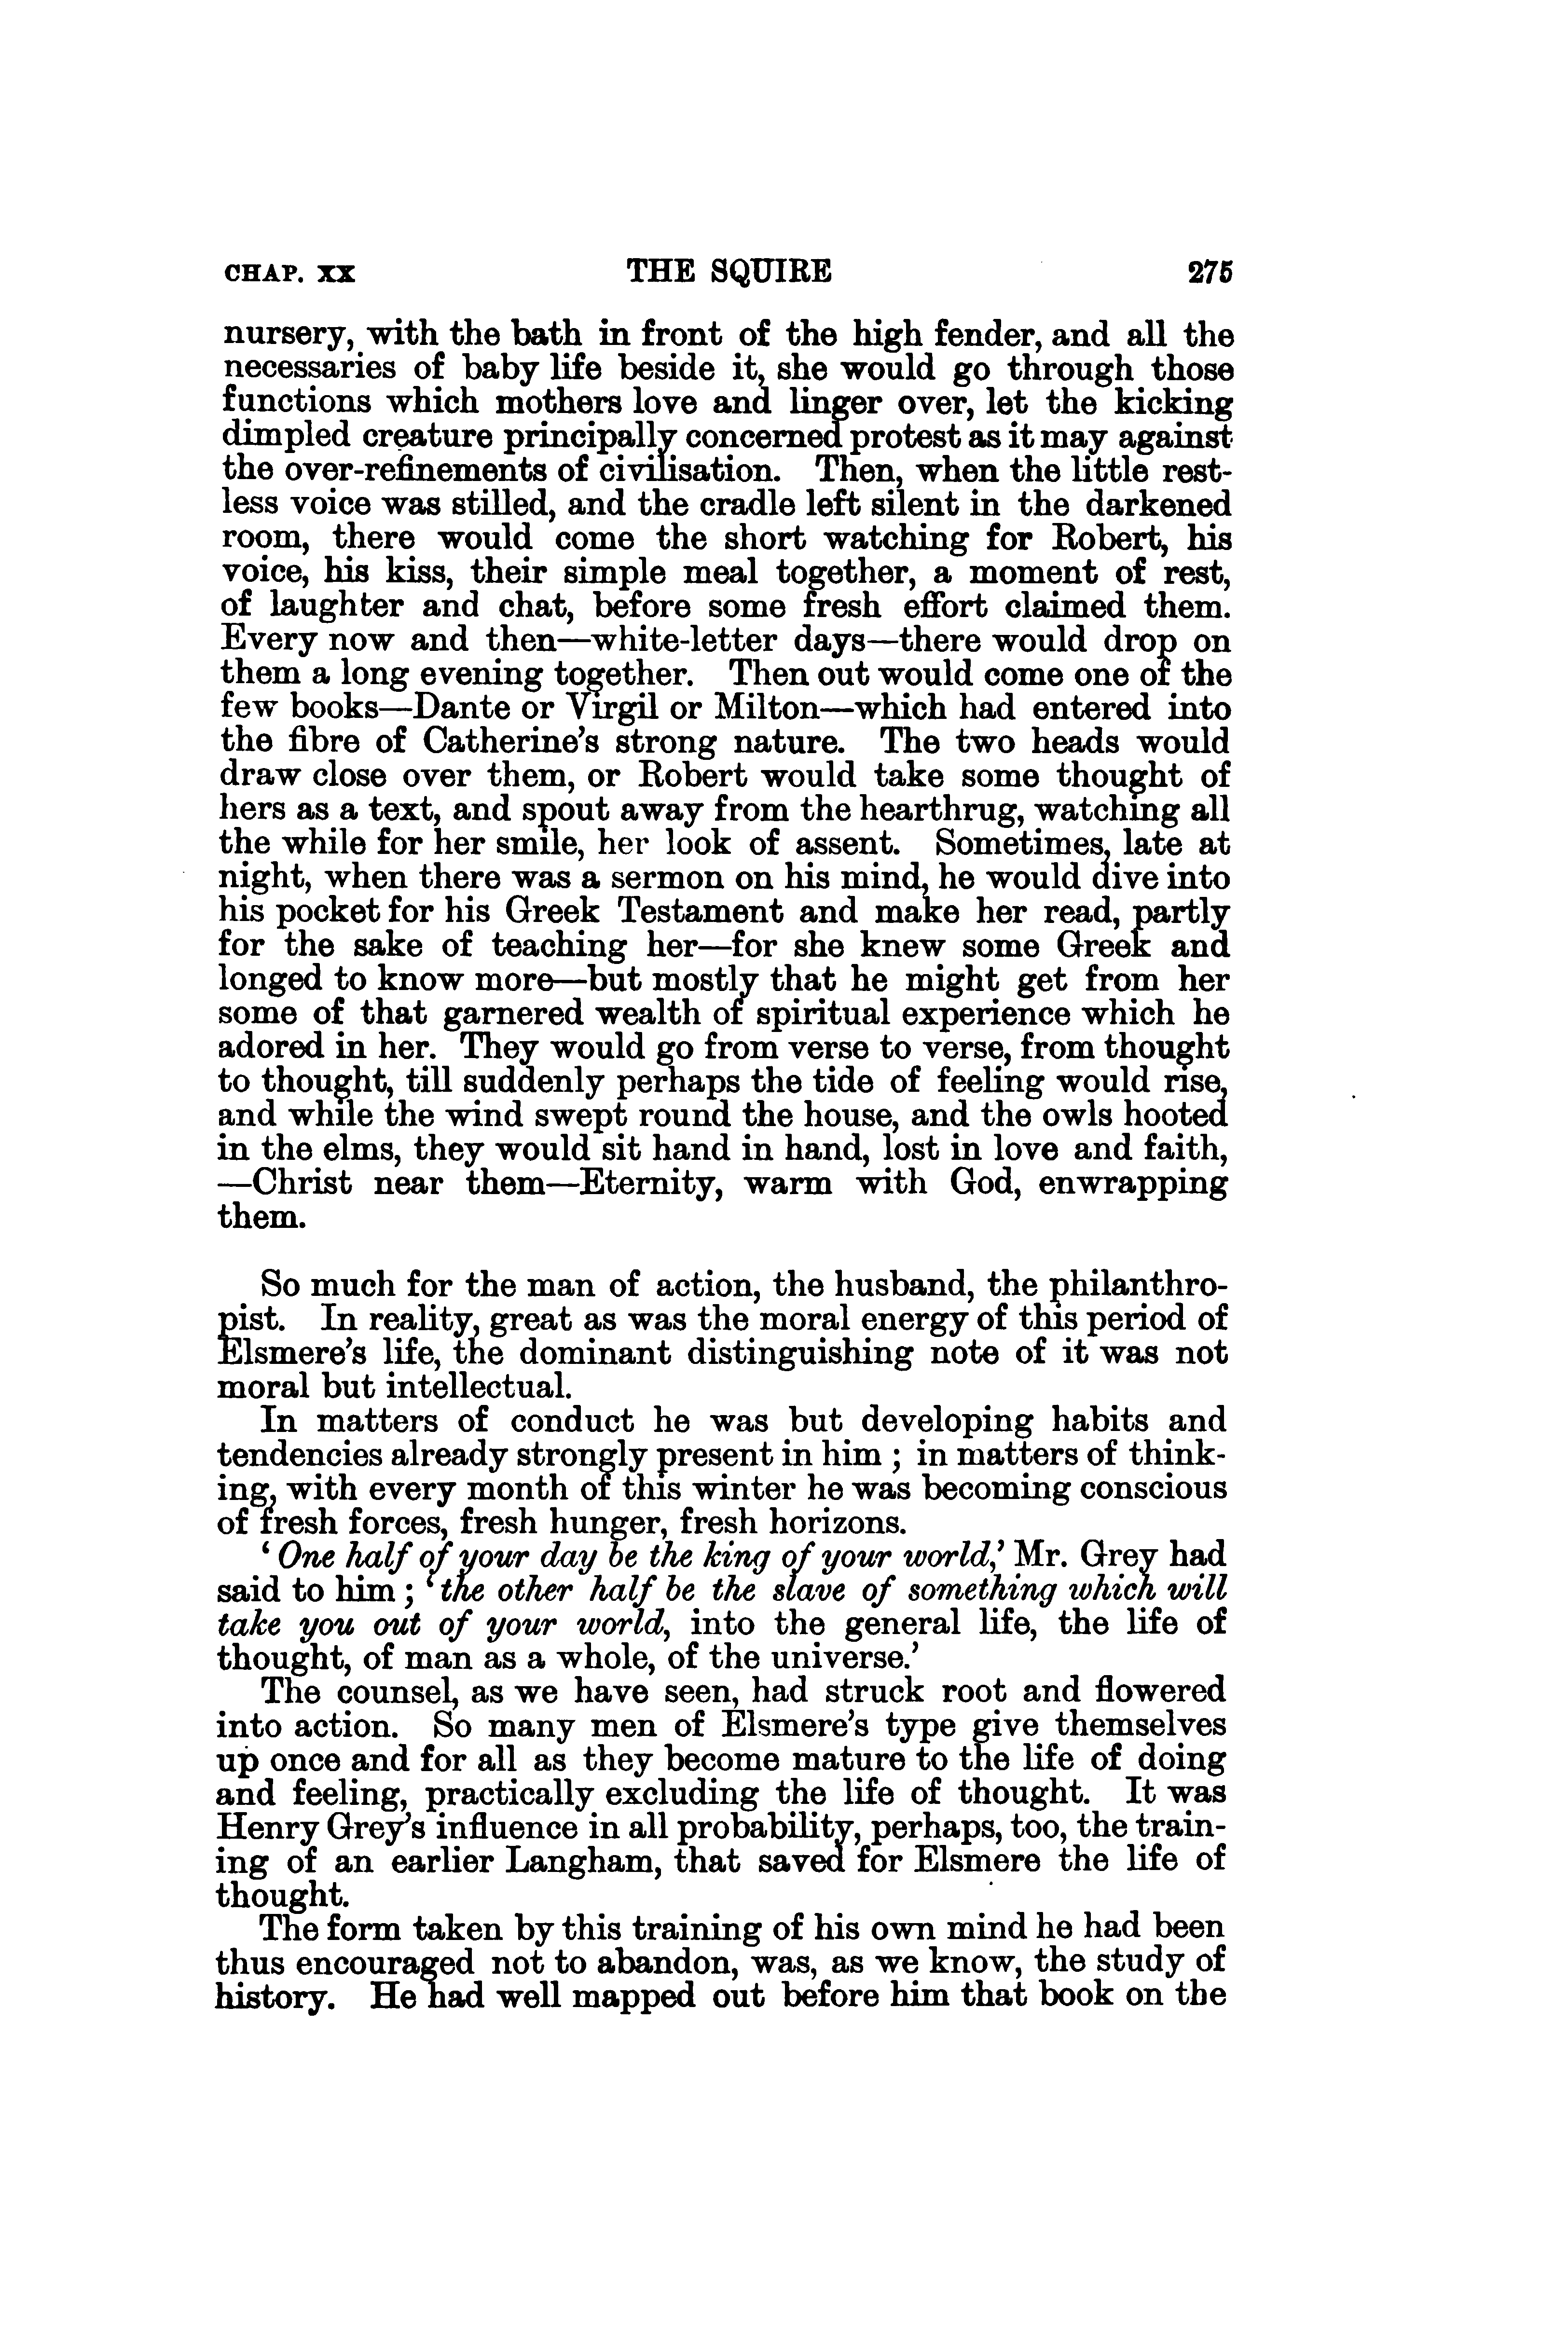 CHAP. XX THE SQUIRE 275
nursery, with the bath in front of the high fender, and all the
necessaries of baby life beside it, she would go through those
functions which mothers love and linger over, let the kicking
dimpled creature principally concerned protest as it may against
the over-refinements of civilisation. Then, when the little rest-
less voice was stilled, and the cradle left silent in the darkened
room, there would come the short watching for Robert, his
voice, his kiss, their simple meal together, a moment of rest,
of laughter and chat, before some fresh effort claimed them.
Every now and then—white-letter days—there would drop on
them a long evening together. Then out would come one of the
few books—Dante or Virgil or Milton—which had entered into
the fibre of Catherine's strong nature. The two heads would
draw close over them, or Robert would take some thought of
hers as a text, and spout away from the hearthrug, watching all
the while for her smile, her look of assent. Sometimes, late at
night, when there was a sermon on his mind, he would dive into
his pocket for his Greek Testament and make her read, partly
for the sake of teaching her—for she knew some Greek and
longed to know more—but mostly that he might get from her
some of that garnered wealth of spiritual experience which he
adored in her. They would go from verse to verse, from thought
to thought, till suddenly perhaps the tide of feeling would rise,
and while the wind swept round the house, and the owls hooted
in the elms, they would sit hand in hand, lost in love and faith,
—Christ near them—Eternity, warm with God, enwrapping
them.
So much for the man of action, the husband, the philanthro-
pist. In reality, great as was the moral energy of this period of
Elsmere's life, the dominant distinguishing note of it was not
moral but intellectual.
In matters of conduct he was but developing habits and
tendencies already strongly present in him ; in matters of think-
ing, with every month of this winter he was becoming conscious
of fresh forces, fresh hunger, fresh horizons.
‘ One half of your day be the king of your world,’ Mr. Grey had
said to him ; ‘ the other half be the slave of something which will
take you out of your world, into the general life, the life of
thought, of man as a whole, of the universe.’
The counsel, as we have seen, had struck root and flowered
into action. So many men of Elsmere's type give themselves
up once and for all as they become mature to the life of doing
and feeling, practically excluding the life of thought. It was
Henry Grey's influence in all probability, perhaps, too, the train-
ing of an earlier Langham, that saved for Elsmere the life of
thought.
The form taken by this training of his own mind he had been
thus encouraged not to abandon, was, as we know, the study of
history. He had well mapped out before him that book on the